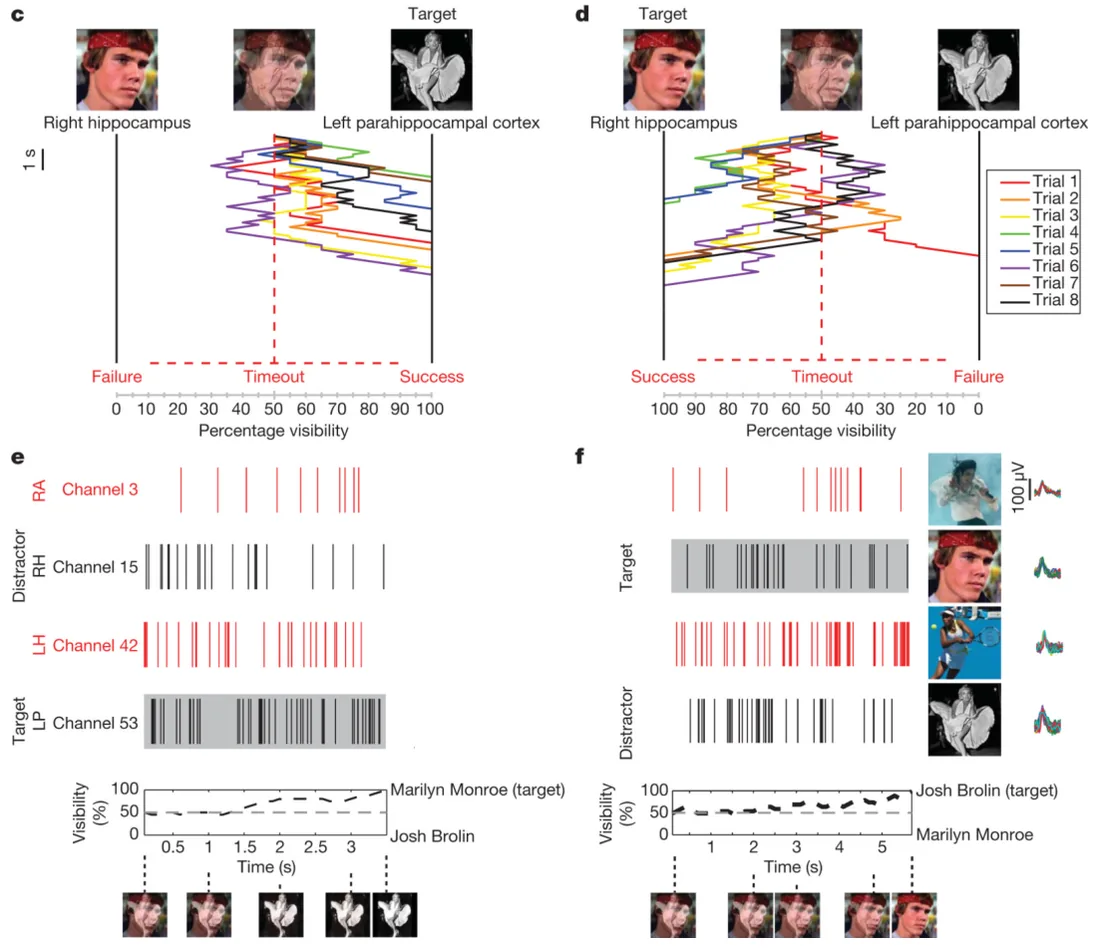 c
Target
Right hippocampus
Left parahippocampal cortex
1 s
Failure
Timeout
Success
0 10 20 30 40 50 60 70 80 90 100
Percentage visibility
d
Target
Right hippocampus
Left parahippocampal cortex
Trial 1
Trial 2
Trial 3
Trial 4
Trial 5
Trial 6
Trial 7
Trial 8
Success
Timeout
Failure
100 90 80 70 60 50 40 30 20 10 0
Percentage visibility
e
RA
Channel 3
Distractor
RH
Channel 15
LH
Channel 42
Target
LP
Channel 53
Visibility
(%)
100
50
0
Marilyn Monroe (target)
Josh Brolin
0.5 1 1.5 2 2.5 3
Time (s)
f
100 µV
Target
Distractor
Visibility
(%)
100
50
0
Josh Brolin (target)
Marilyn Monroe
1 2 3 4 5
Time (s)